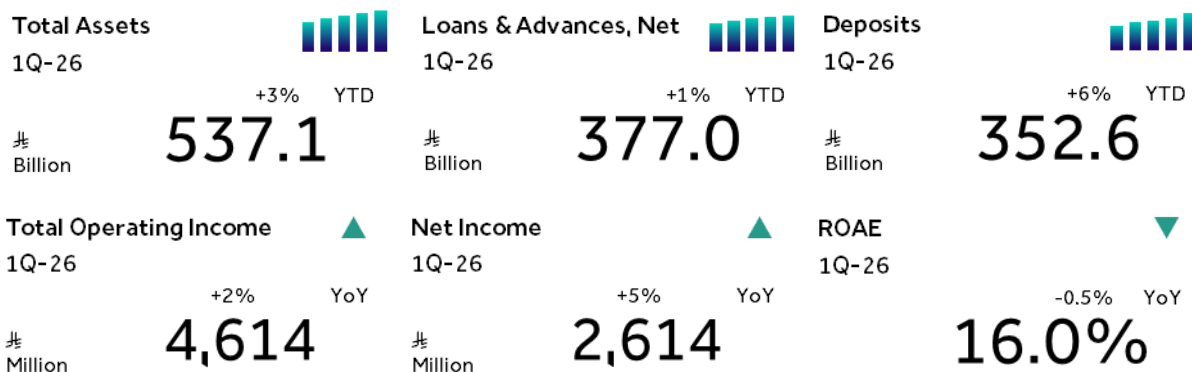 Total Assets
1Q-26
+3% YTD
537.1
⃁ Billion
Loans & Advances, Net
1Q-26
+1% YTD
377.0
⃁ Billion
Deposits
1Q-26
+6% YTD
352.6
⃁ Billion
Total Operating Income
1Q-26
+2% YoY
4,614
⃁ Million
Net Income
1Q-26
+5% YoY
2,614
⃁ Million
ROAE
1Q-26
-0.5% YoY
16.0%